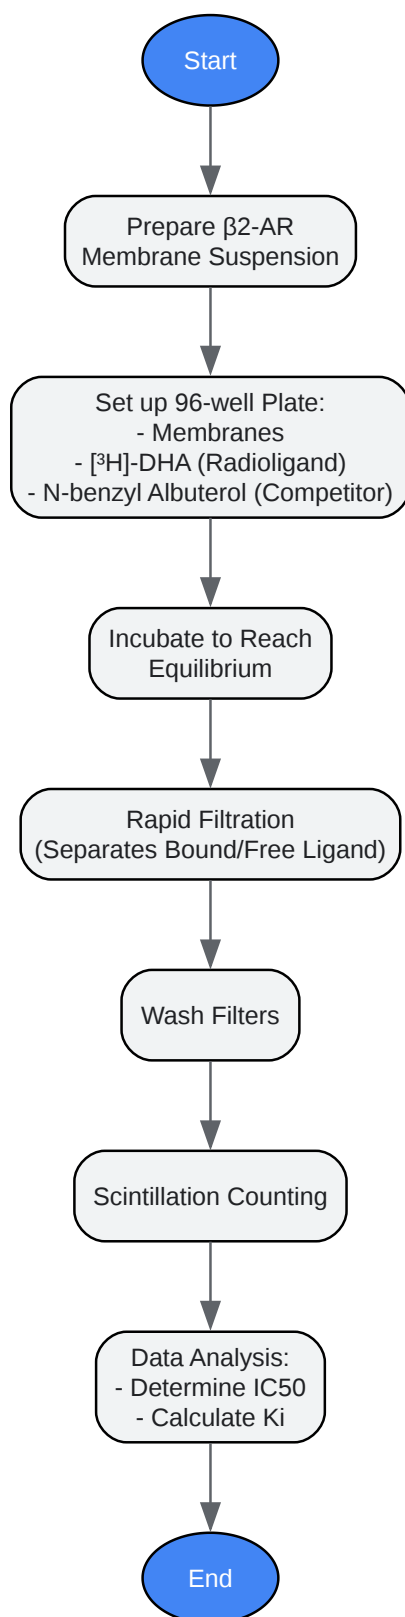 Start
Prepare β2-AR
Membrane Suspension
Set up 96-well Plate:
- Membranes
- [³H]-DHA (Radioligand)
- N-benzyl Albuterol (Competitor)
Incubate to Reach
Equilibrium
Rapid Filtration
(Separates Bound/Free Ligand)
Wash Filters
Scintillation Counting
Data Analysis:
- Determine IC50
- Calculate Ki
End